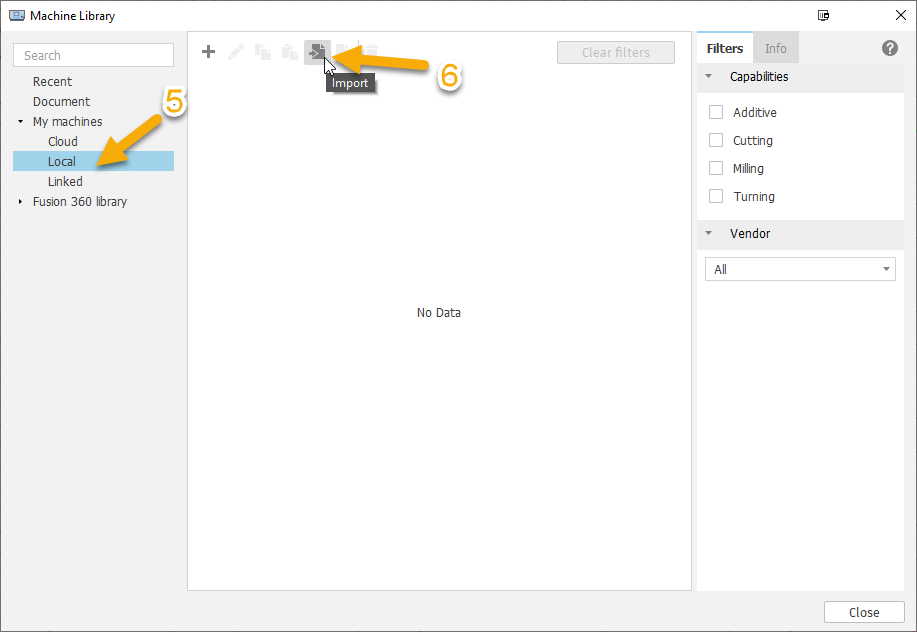 Machine Library
Search
Recent
Document
My machines
Cloud
Local
Linked
Fusion 360 library
5
6
Import
Clear filters
No Data
Filters
Info
?
Capabilities
Additive
Cutting
Milling
Turning
Vendor
All
Close